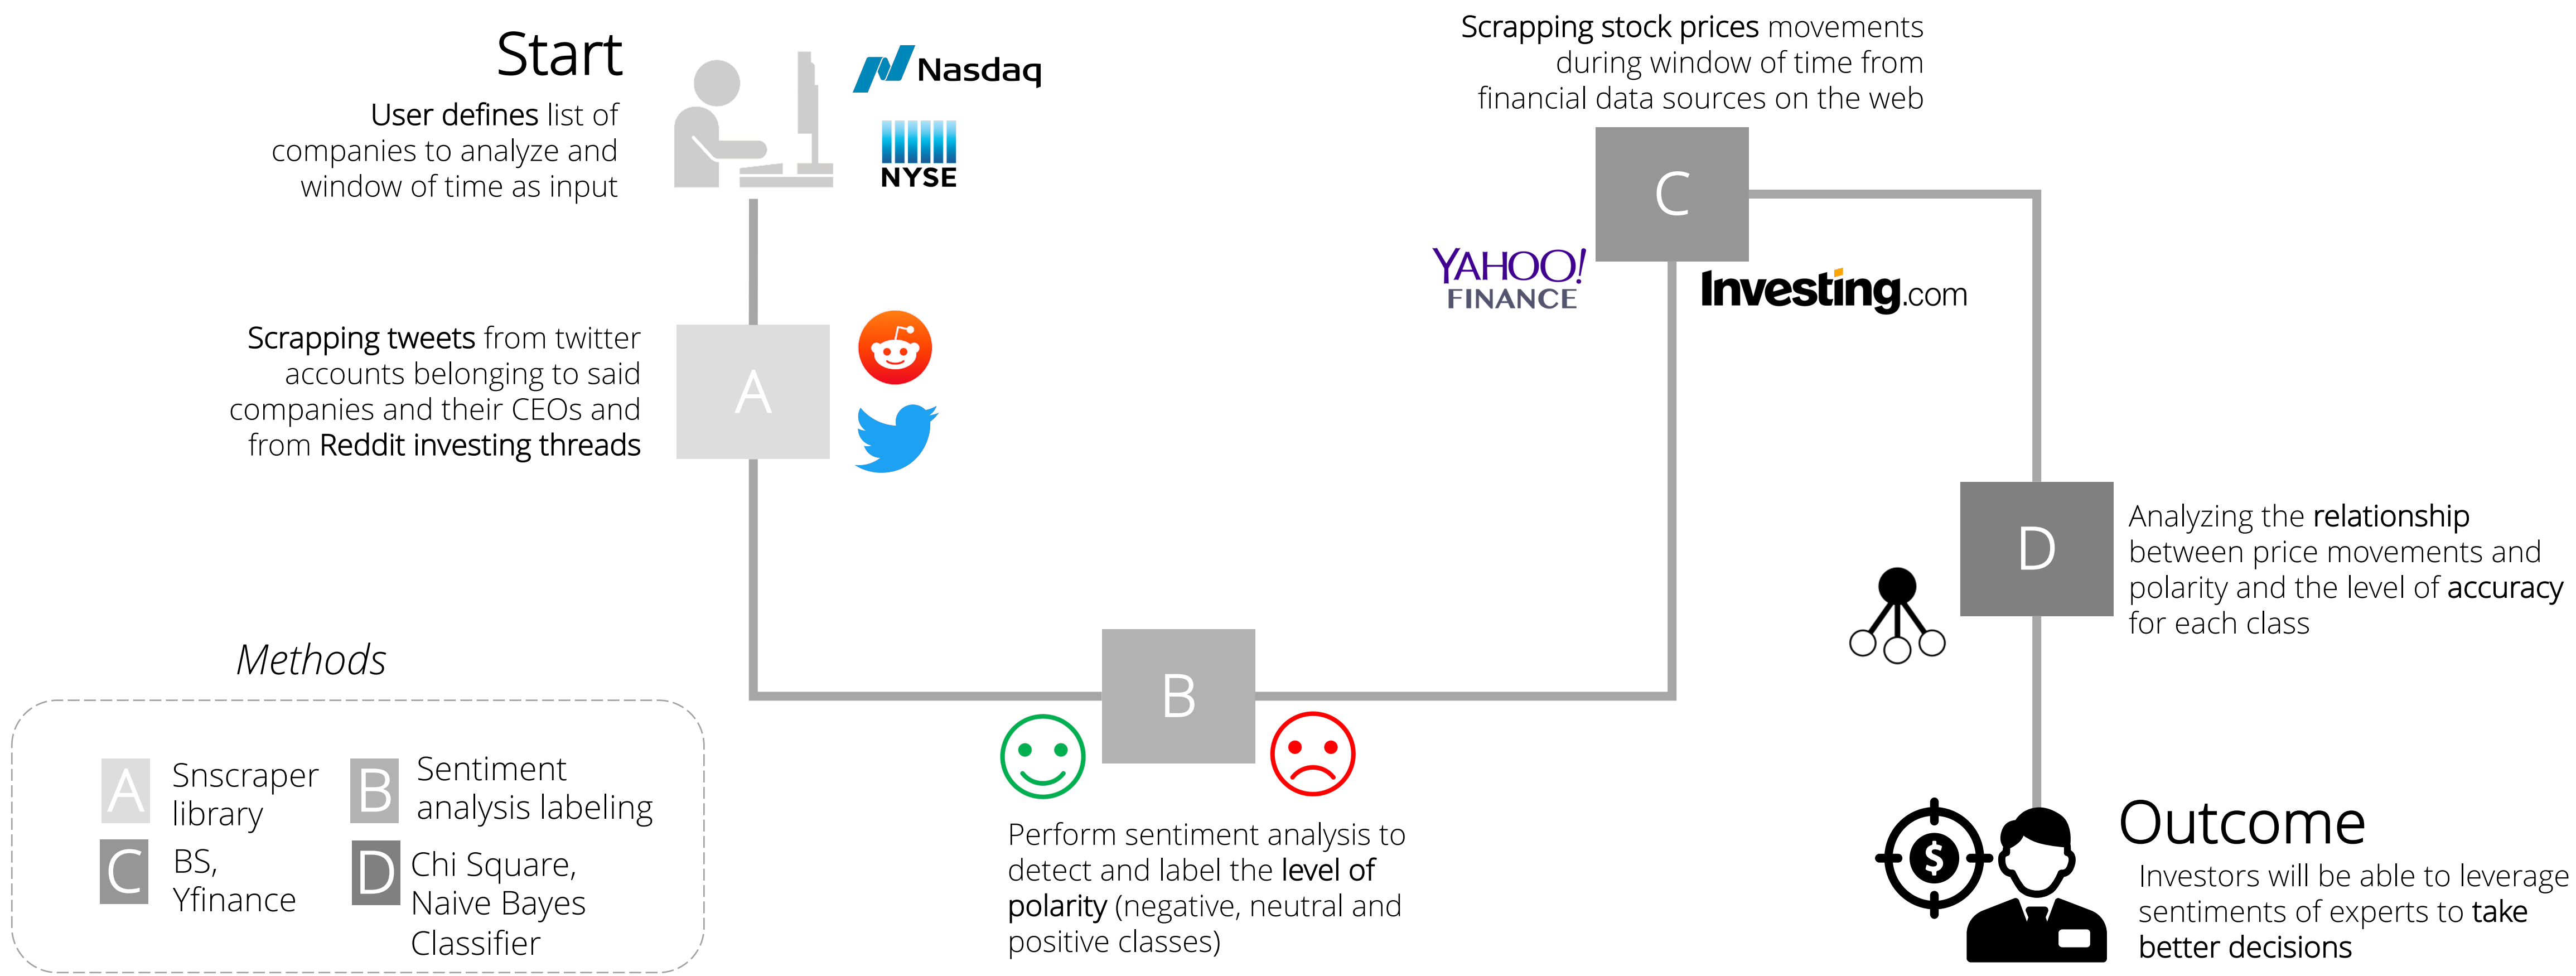 Start
User defines list of
companies to analyze and
window of time as input
Nasdaq
NYSE
Scrapping tweets from twitter
accounts belonging to said
companies and their CEOs and
from Reddit investing threads
A
B
Perform sentiment analysis to
detect and label the level of
polarity (negative, neutral and
positive classes)
Scrapping stock prices movements
during window of time from
financial data sources on the web
C
YAHOO!
FINANCE
Investing.com
D
Analyzing the relationship
between price movements and
polarity and the level of accuracy
for each class
$
Outcome
Investors will be able to leverage
sentiments of experts to take
better decisions
Methods
A
Snscraper
library
B
Sentiment
analysis labeling
C
BS,
Yfinance
D
Chi Square,
Naive Bayes
Classifier